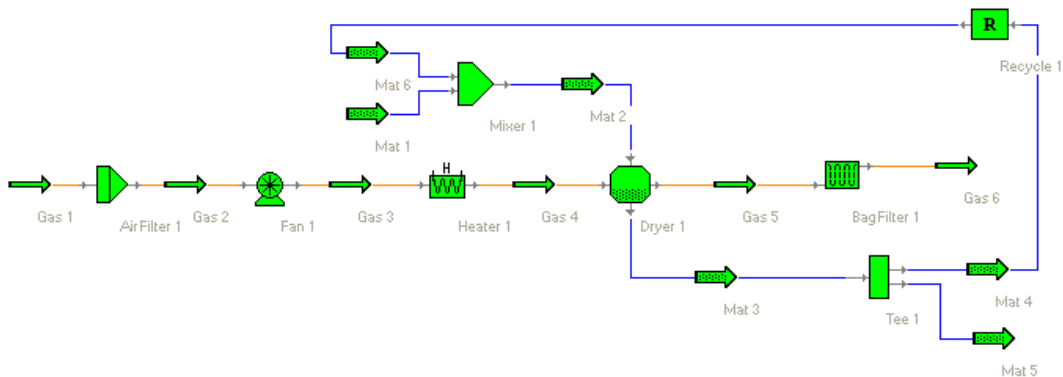 R
Recycle 1
Mat 6
Mat 1
Mixer 1
Mat 2
H
Gas 1
AirFilter 1
Gas 2
Fan 1
Gas 3
Heater 1
Gas 4
Dryer 1
Gas 5
BagFilter 1
Gas 6
Mat 3
Tee 1
Mat 4
Mat 5